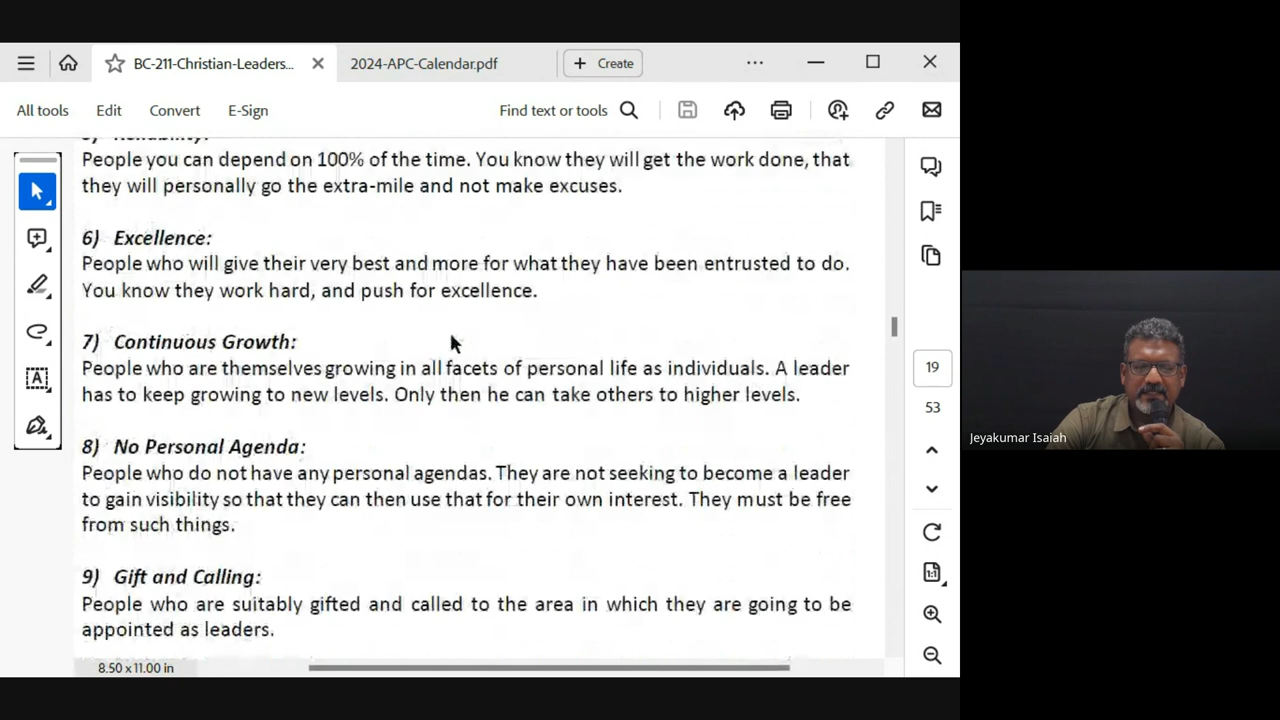 BC-211-Christian-Leaders...
2024-APC-Calendar.pdf
Create
All tools
Edit
Convert
E-Sign
Find text or tools
5) Reliability:
People you can depend on 100% of the time. You know they will get the work done, that
they will personally go the extra-mile and not make excuses.
6) Excellence:
People who will give their very best and more for what they have been entrusted to do.
You know they work hard, and push for excellence.
7) Continuous Growth:
People who are themselves growing in all facets of personal life as individuals. A leader
has to keep growing to new levels. Only then he can take others to higher levels.
8) No Personal Agenda:
People who do not have any personal agendas. They are not seeking to become a leader
to gain visibility so that they can then use that for their own interest. They must be free
from such things.
9) Gift and Calling:
People who are suitably gifted and called to the area in which they are going to be
appointed as leaders.
8.50 x 11.00 in
19
53
1:1
Jeyakumar Isaiah